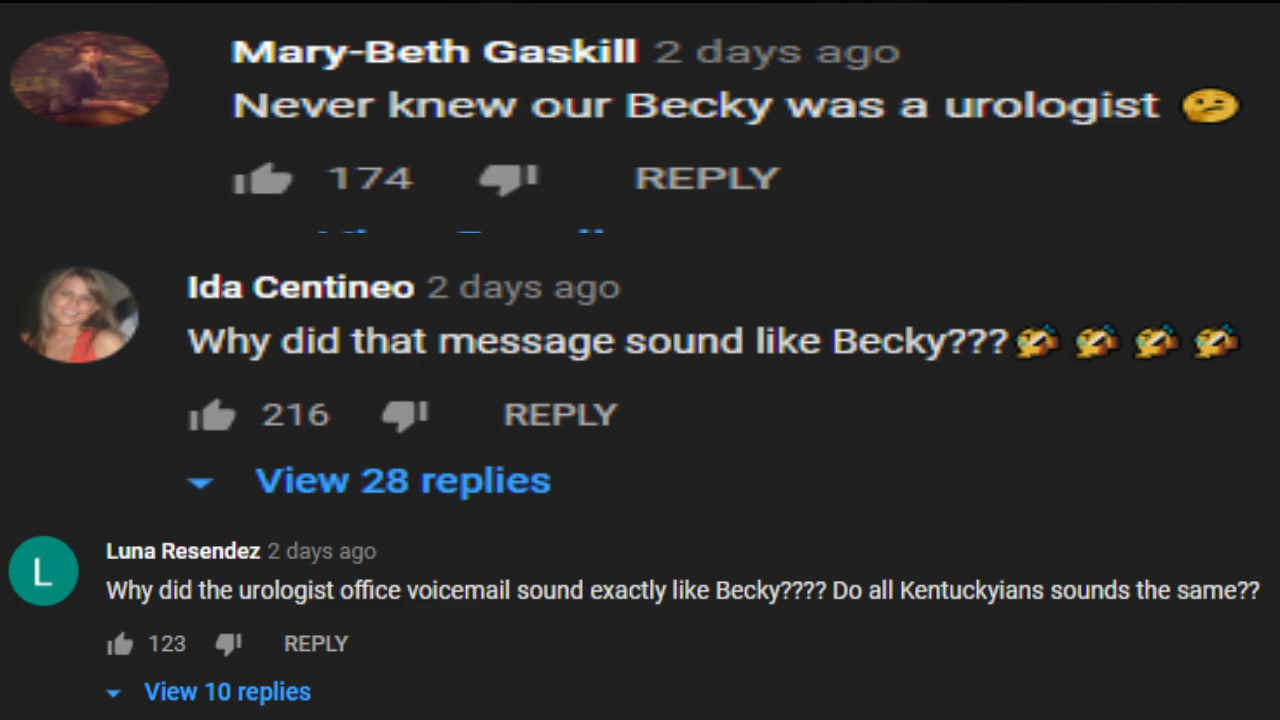 Mary-Beth Gaskill 2 days ago
Never knew our Becky was a urologist 🤔
174 REPLY
Ida Centineo 2 days ago
Why did that message sound like Becky???🤣🤣🤣🤣
216 REPLY
View 28 replies
L
Luna Resendez 2 days ago
Why did the urologist office voicemail sound exactly like Becky???? Do all Kentuckyians sounds the same??
123 REPLY
View 10 replies